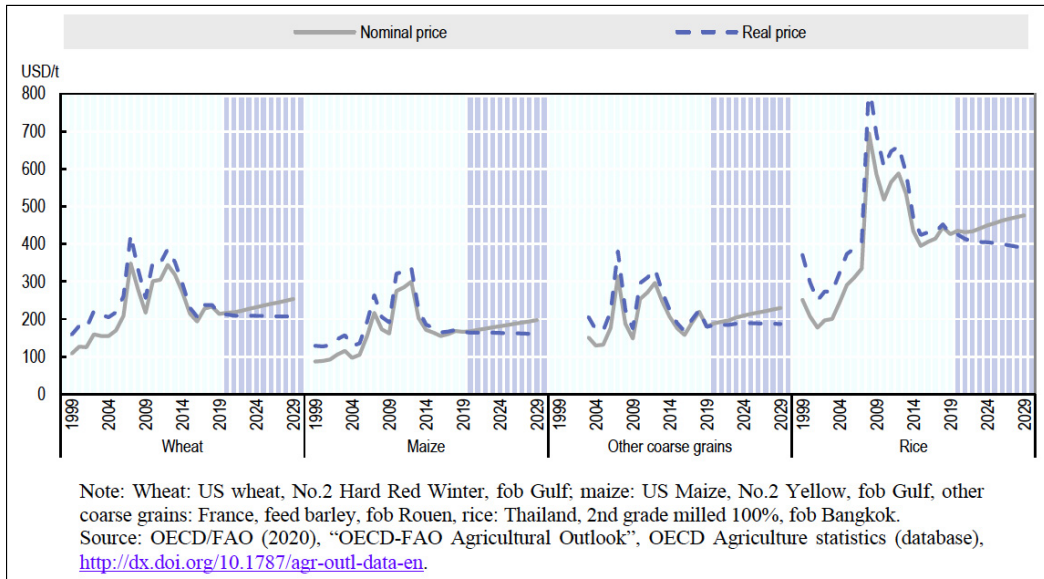 Nominal price Real price
USD/t
800
700
600
500
400
300
200
100
0
1999 2004 2009 2014 2019 2024 2029 1999 2004 2009 2014 2019 2024 2029 1999 2004 2009 2014 2019 2024 2029 1999 2004 2009 2014 2019 2024 2029
Wheat Maize Other coarse grains Rice
Note: Wheat: US wheat, No.2 Hard Red Winter, fob Gulf; maize: US Maize, No.2 Yellow, fob Gulf, other
coarse grains: France, feed barley, fob Rouen, rice: Thailand, 2nd grade milled 100%, fob Bangkok.
Source: OECD/FAO (2020), “OECD-FAO Agricultural Outlook”, OECD Agriculture statistics (database),
http://dx.doi.org/10.1787/agr-outl-data-en.